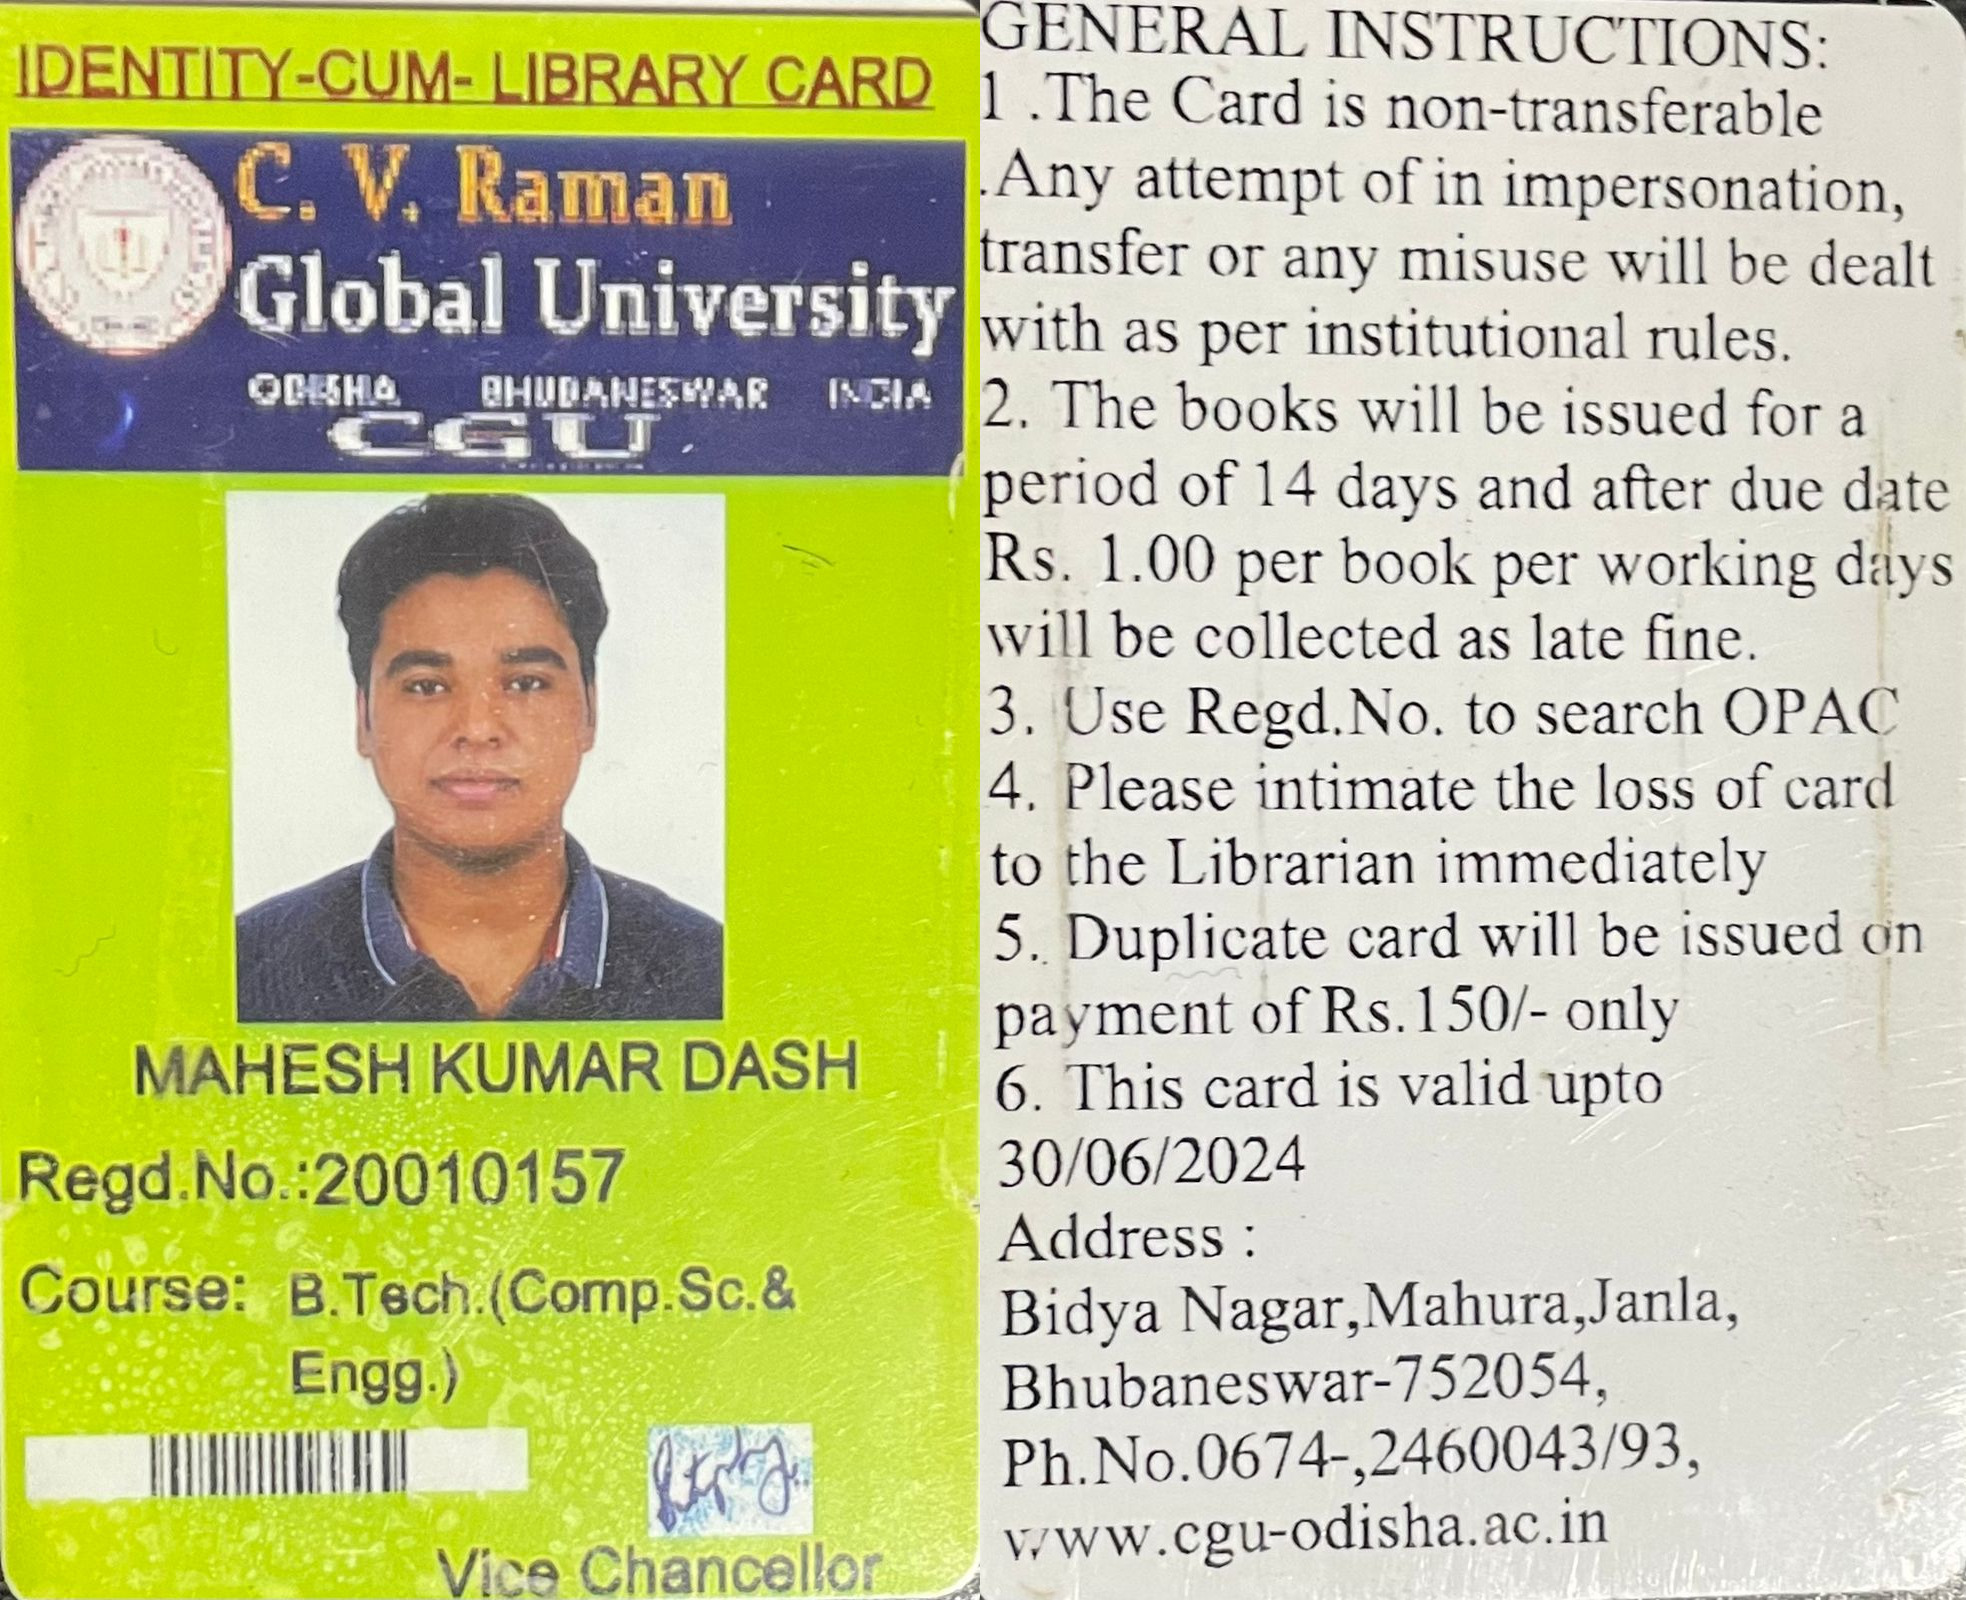 IDENTITY-CUM- LIBRARY CARD
C. V. Raman
Global University
ODISHA BHUBANESWAR INDIA
CGU
MAHESH KUMAR DASH
Regd.No.:20010157
Course: B.Tech.(Comp.Sc.&
Engg.)
Vice Chancellor
GENERAL INSTRUCTIONS:
1 .The Card is non-transferable
.Any attempt of in impersonation,
transfer or any misuse will be dealt
with as per institutional rules.
2. The books will be issued for a
period of 14 days and after due date
Rs. 1.00 per book per working days
will be collected as late fine.
3. Use Regd.No. to search OPAC
4. Please intimate the loss of card
to the Librarian immediately
5. Duplicate card will be issued on
payment of Rs.150/- only
6. This card is valid upto
30/06/2024
Address :
Bidya Nagar,Mahura,Janla,
Bhubaneswar-752054,
Ph.No.0674-,2460043/93,
www.cgu-odisha.ac.in